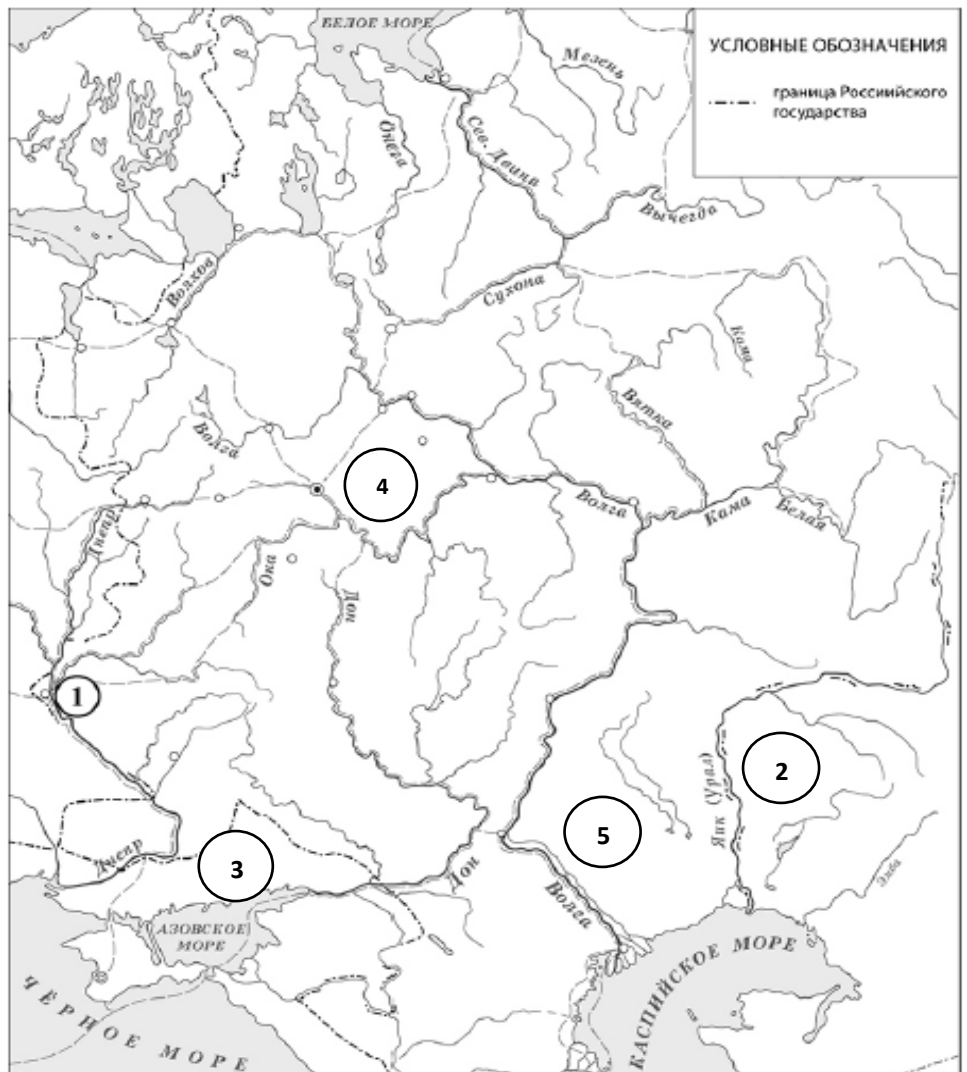 БЕЛОЕ МОРЕ
УСЛОВНЫЕ ОБОЗНАЧЕНИЯ
граница Россиийского
государства
Мезень
Онега
Сев. Двина
Вычегда
Волхов
Сухона
Кама
Вятка
Волга
4
Волга
Кама
Белая
Днепр
Ока
Дон
1
Яик (Урал)
2
5
3
Днепр
Дон
Эмба
Волга
АЗОВСКОЕ
МОРЕ
ЧЁРНОЕ МОРЕ
КАСПИЙСКОЕ МОРЕ